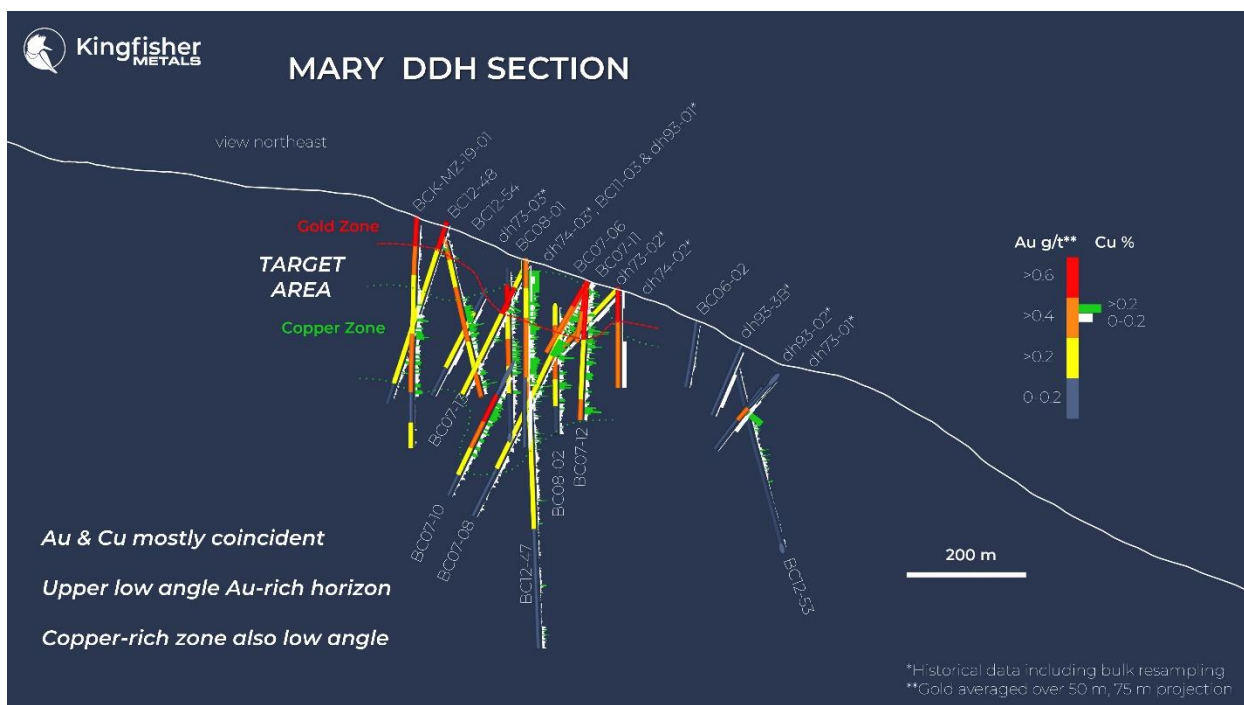 Kingfisher
METALS
MARY DDH SECTION
view northeast
BCK-MZ-19-01
BC12-48
BC12-54
dh73-03*
BC08-01
dh74-03*, BC11-03 & dh93-01*
BC07-06
BC07-11
dh73-02*
dh74-02*
BC06-02
dh93-3B*
dh93-02*
dh73-01*
Gold Zone
TARGET
AREA
Copper Zone
BC07-13
BC07-10
BC07-08
BC12-47
BC08-02
BC07-12
BC12-53
Au g/t** Cu %
>0.6
>0.4
>0.2
0-0.2
>0.2
0-0.2
200 m
Au & Cu mostly coincident
Upper low angle Au-rich horizon
Copper-rich zone also low angle
*Historical data including bulk resampling
**Gold averaged over 50 m, 75 m projection